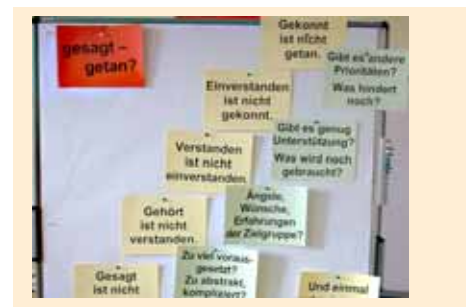 gesagt –
getan?
Gekonnt
ist nicht
getan.
Gibt es andere
Prioritäten?
Was hindert
noch?
Einverstanden
ist nicht
gekonnt.
Gibt es genug
Unterstützung?
Was wird noch
gebraucht?
Verstanden
ist nicht
einverstanden.
Ängste,
Wünsche,
Erfahrungen
der Zielgruppe?
Gehört
ist nicht
verstanden.
Zu viel voraus-
gesetzt?
Zu abstrakt,
kompliziert?
Gesagt
ist nicht
Und einmal